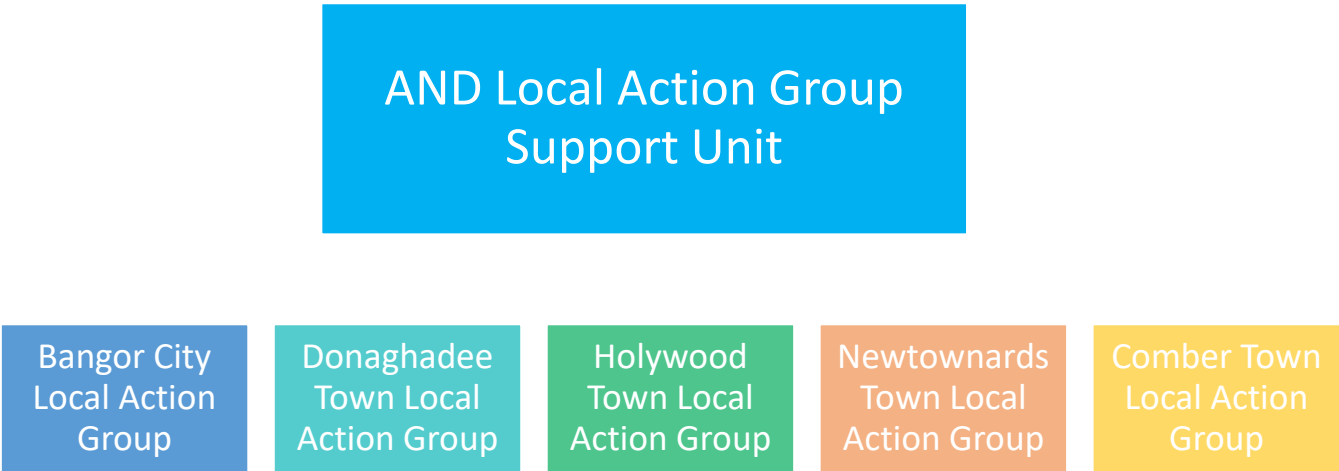 AND Local Action Group
Support Unit
Bangor City
Local Action
Group
Donaghadee
Town Local
Action Group
Holywood
Town Local
Action Group
Newtownards
Town Local
Action Group
Comber Town
Local Action
Group